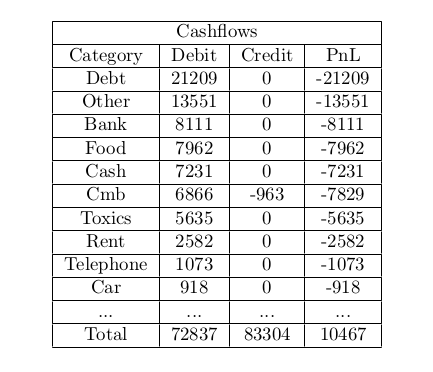 Cashflows
Category Debit Credit PnL
Debt 21209 0 -21209
Other 13551 0 -13551
Bank 8111 0 -8111
Food 7962 0 -7962
Cash 7231 0 -7231
Cmb 6866 -963 -7829
Toxics 5635 0 -5635
Rent 2582 0 -2582
Telephone 1073 0 -1073
Car 918 0 -918
... ... ... ...
Total 72837 83304 10467